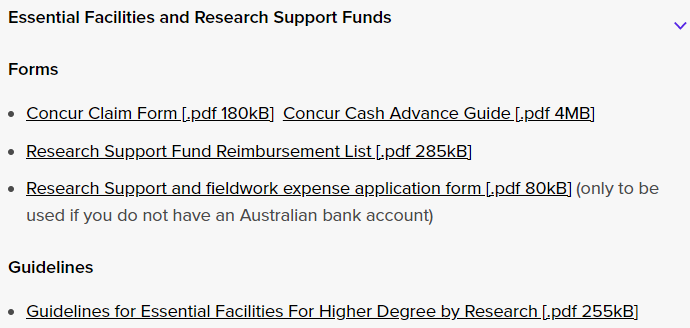 Essential Facilities and Research Support Funds
Forms
Concur Claim Form [.pdf 180kB]  Concur Cash Advance Guide [.pdf 4MB]
Research Support Fund Reimbursement List [.pdf 285kB]
Research Support and fieldwork expense application form [.pdf 80kB] (only to be
used if you do not have an Australian bank account)
Guidelines
Guidelines for Essential Facilities For Higher Degree by Research [.pdf 255kB]